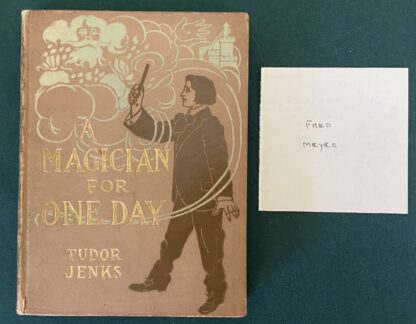 A
MAGICIAN
FOR
ONE DAY
TUDOR
JENKS
FRED
MEYER